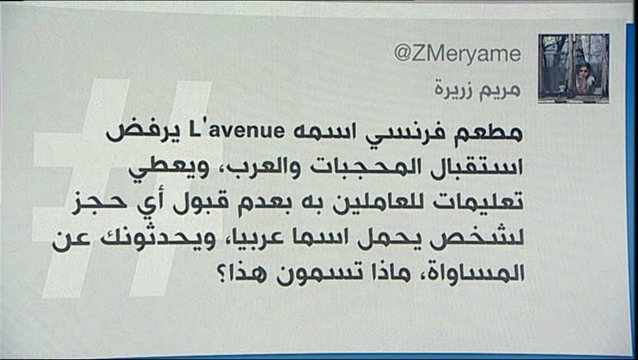 @ZMeryame
مريم زريرة
مطعم فرنسي اسمه L'avenue يرفض
استقبال المحجبات والعرب، ويعطي
تعليمات للعاملين به بعدم قبول أي حجز
لشخص يحمل اسما عربيا، ويحدثونك عن
المساواة، ماذا تسمون هذا؟
#